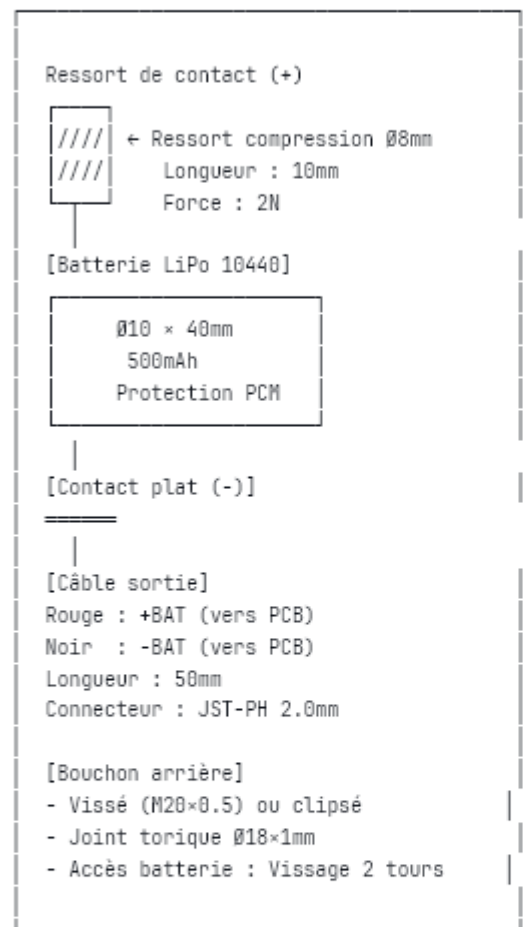 Ressort de contact (+)
//// ← Ressort compression Ø8mm
//// Longueur : 10mm
Force : 2N
[Batterie LiPo 10440]
Ø10 × 40mm
500mAh
Protection PCM
[Contact plat (-)]
[Câble sortie]
Rouge : +BAT (vers PCB)
Noir : -BAT (vers PCB)
Longueur : 50mm
Connecteur : JST-PH 2.0mm
[Bouchon arrière]
- Vissé (M20×0.5) ou clipsé
- Joint torique Ø18×1mm
- Accès batterie : Vissage 2 tours